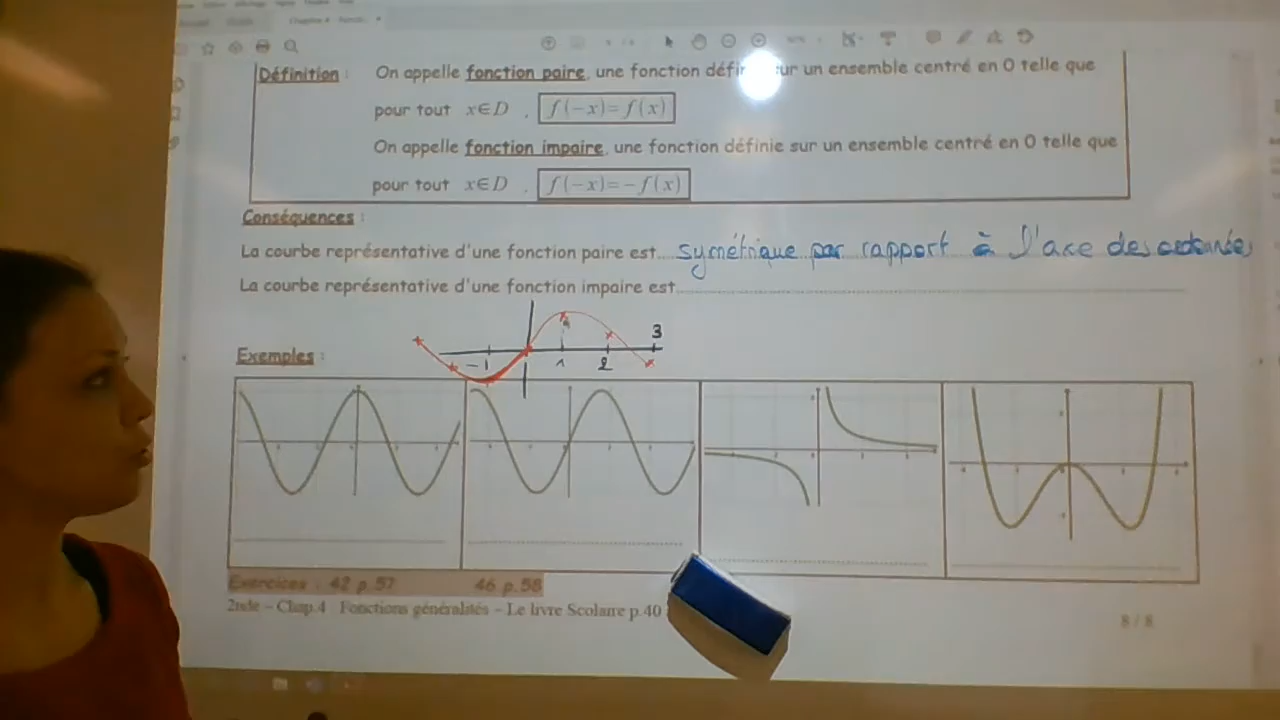 Définition : On appelle fonction paire, une fonction défin sur un ensemble centré en 0 telle que
pour tout x∈D , f(−x)=f(x)
On appelle fonction impaire, une fonction définie sur un ensemble centré en 0 telle que
pour tout x∈D , f(−x)=−f(x)
Conséquences :
La courbe représentative d'une fonction paire est... symétrique par rapport à l'axe des ordonnées
La courbe représentative d'une fonction impaire est
-1 1 2 3
Exemples :
Exercices : 42 p.57 46 p.58
2nde – Chap.4 Fonctions généralités – Le livre Scolaire p.40
8 / 8